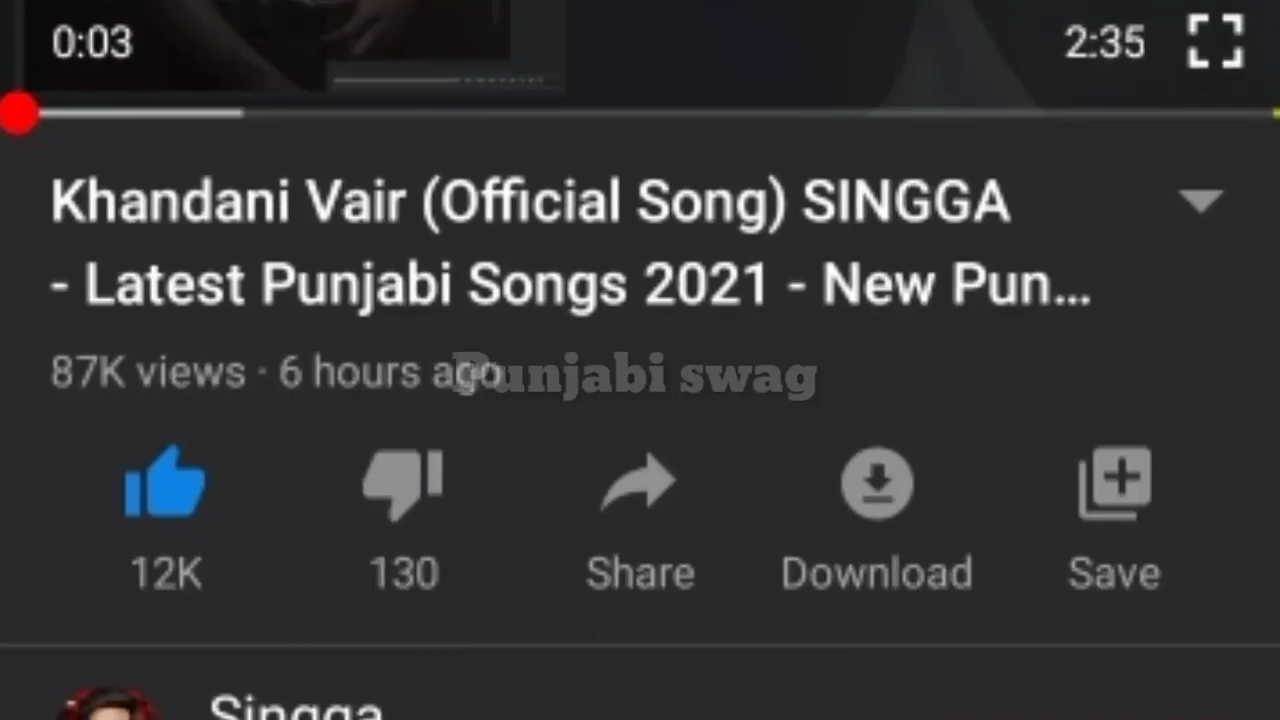 0:03 2:35
Khandani Vair (Official Song) SINGGA
- Latest Punjabi Songs 2021 - New Pun...
87K views · 6 hours ago
Punjabi swag
12K 130 Share Download Save
Singga